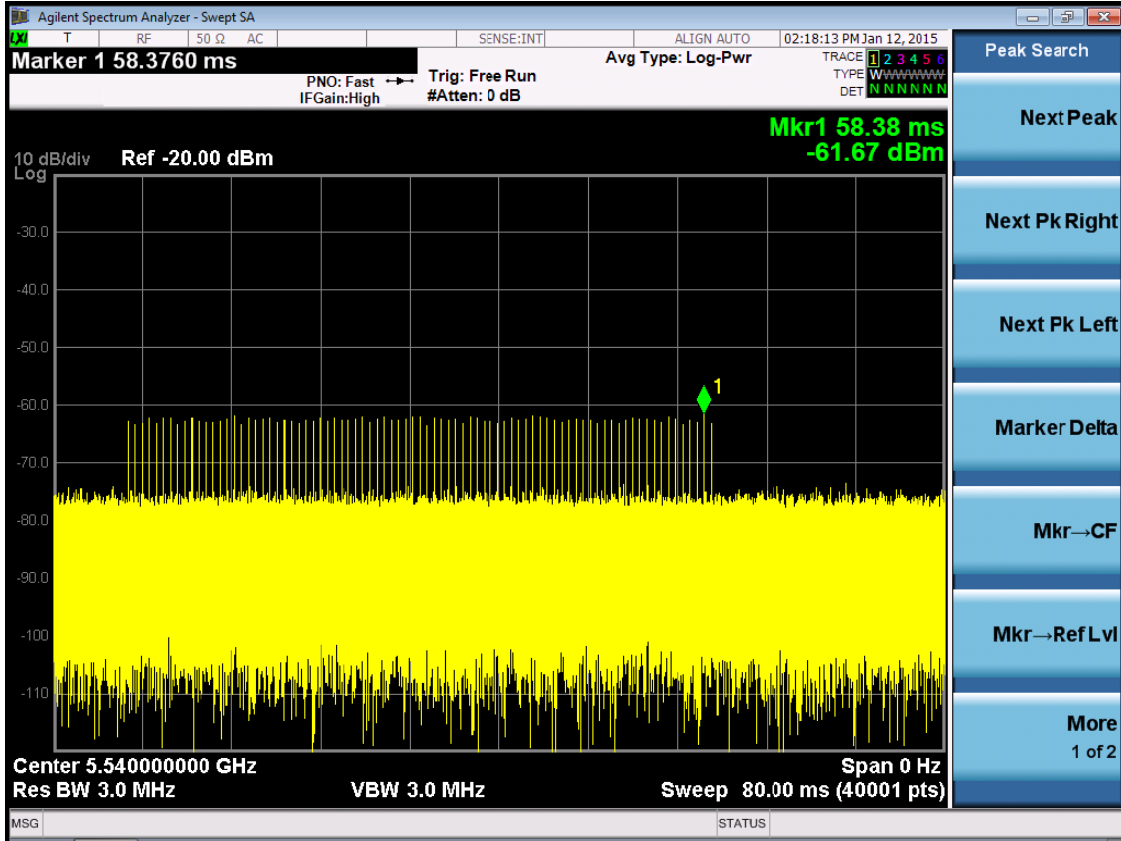 Agilent Spectrum Analyzer - Swept SA
LXI T RF 50 Ω AC SENSE:INT ALIGN AUTO 02:18:13 PM Jan 12, 2015
Marker 1 58.3760 ms
PNO: Fast
IFGain:High
Trig: Free Run
#Atten: 0 dB
Avg Type: Log-Pwr
TRACE 1 2 3 4 5 6
TYPE WWWWWW
DET N N N N N N
Mkr1 58.38 ms
-61.67 dBm
10 dB/div Ref -20.00 dBm
Log
-30.0
-40.0
-50.0
-60.0
-70.0
-80.0
-90.0
-100
-110
1
Center 5.540000000 GHz Span 0 Hz
Res BW 3.0 MHz VBW 3.0 MHz Sweep 80.00 ms (40001 pts)
MSG STATUS
Peak Search
Next Peak
Next Pk Right
Next Pk Left
Marker Delta
Mkr→CF
Mkr→Ref Lvl
More
1 of 2